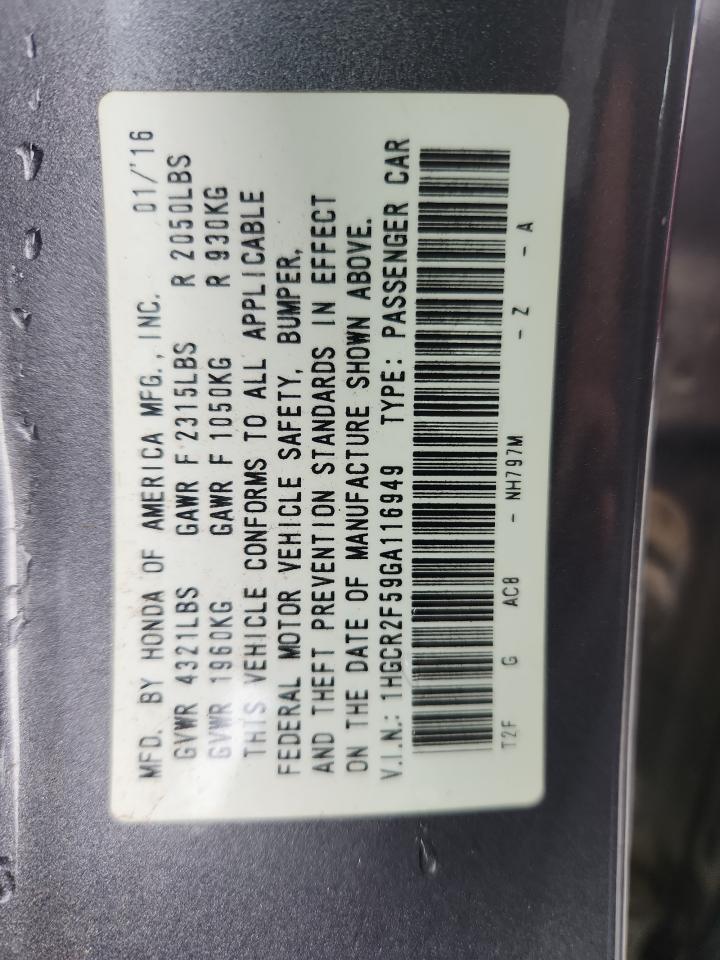 MFD. BY HONDA OF AMERICA MFG., INC. 01/'16
GVWR 4321LBS GAWR F 2315LBS R 2050LBS
GVWR 1960KG GAWR F 1050KG R 930KG
THIS VEHICLE CONFORMS TO ALL APPLICABLE
FEDERAL MOTOR VEHICLE SAFETY, BUMPER,
AND THEFT PREVENTION STANDARDS IN EFFECT
ON THE DATE OF MANUFACTURE SHOWN ABOVE.
V.I.N.: 1HGCR2F59GA116949 TYPE: PASSENGER CAR
T2F G AC8 - NH797M - Z - A